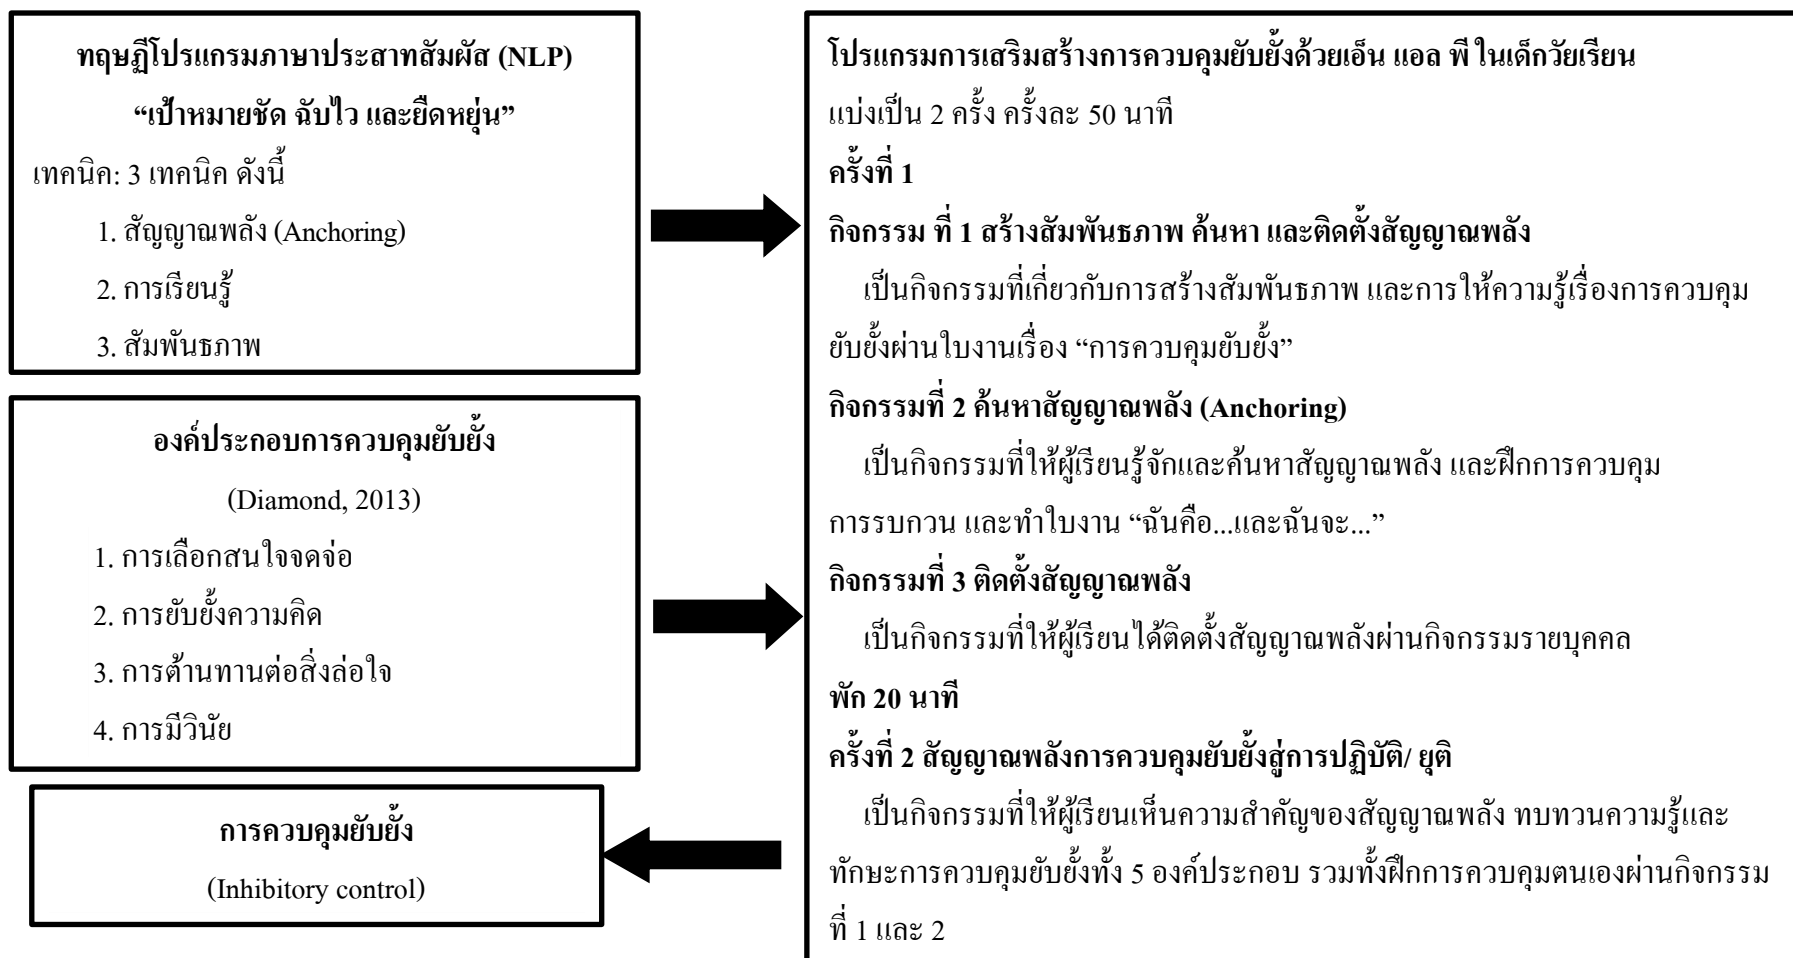 ทฤษฏีโปรแกรมภาษาประสาทสัมผัส (NLP)
“เป้าหมายชัด ฉับไว และยืดหยุ่น”
เทคนิค: 3 เทคนิค ดังนี้
1. สัญญาณพลัง (Anchoring)
2. การเรียนรู้
3. สัมพันธภาพ
องค์ประกอบการควบคุมยับยั้ง
(Diamond, 2013)
1. การเลือกสนใจจดจ่อ
2. การยับยั้งความคิด
3. การต้านทานต่อสิ่งล่อใจ
4. การมีวินัย
การควบคุมยับยั้ง
(Inhibitory control)
โปรแกรมการเสริมสร้างการควบคุมยับยั้งด้วยเอ็น แอล พี ในเด็กวัยเรียน
แบ่งเป็น 2 ครั้ง ครั้งละ 50 นาที
ครั้งที่ 1
กิจกรรม ที่ 1 สร้างสัมพันธภาพ ค้นหา และติดตั้งสัญญาณพลัง
เป็นกิจกรรมที่เกี่ยวกับการสร้างสัมพันธภาพ และการให้ความรู้เรื่องการควบคุม
ยับยั้งผ่านใบงานเรื่อง “การควบคุมยับยั้ง”
กิจกรรมที่ 2 ค้นหาสัญญาณพลัง (Anchoring)
เป็นกิจกรรมที่ให้ผู้เรียนรู้จักและค้นหาสัญญาณพลัง และฝึกการควบคุม
การรบกวน และทำใบงาน “ฉันคือ...และฉันจะ...”
กิจกรรมที่ 3 ติดตั้งสัญญาณพลัง
เป็นกิจกรรมที่ให้ผู้เรียนได้ติดตั้งสัญญาณพลังผ่านกิจกรรมรายบุคคล
พัก 20 นาที
ครั้งที่ 2 สัญญาณพลังการควบคุมยับยั้งสู่การปฏิบัติ/ ยุติ
เป็นกิจกรรมที่ให้ผู้เรียนเห็นความสำคัญของสัญญาณพลัง ทบทวนความรู้และ
ทักษะการควบคุมยับยั้งทั้ง 5 องค์ประกอบ รวมทั้งฝึกการควบคุมตนเองผ่านกิจกรรม
ที่ 1 และ 2